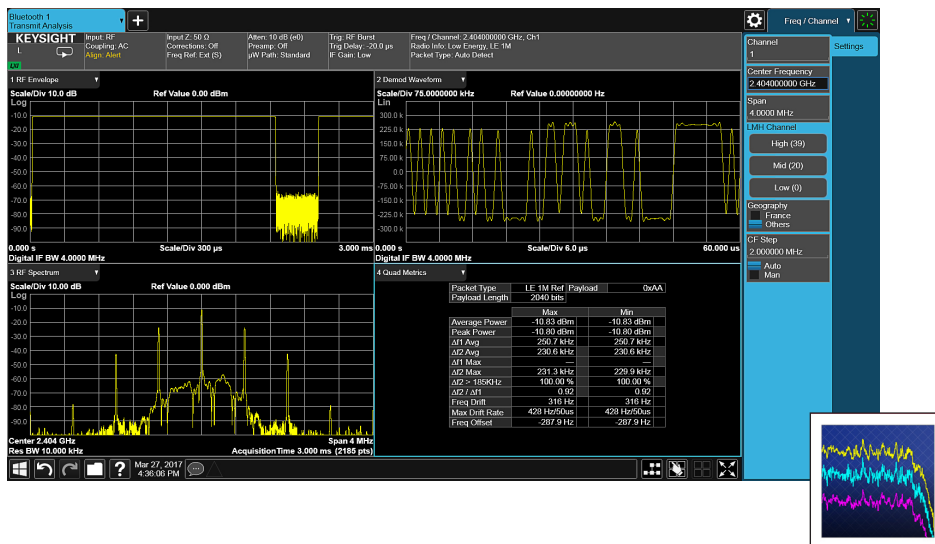 Bluetooth 1
Transmit Analysis
Freq / Channel
KEYSIGHT
L
LXI
Input: RF
Coupling: AC
Align: Alert
Input Z: 50 Ω
Corrections: Off
Freq Ref: Ext (S)
Atten: 10 dB (e0)
Preamp: Off
µW Path: Standard
Trig: RF Burst
Trig Delay: -20.0 µs
IF Gain: Low
Freq / Channel: 2.404000000 GHz, Ch1
Radio Info: Low Energy, LE 1M
Packet Type: Auto Detect
1 RF Envelope
Scale/Div 10.0 dB Ref Value 0.00 dBm
Log
-10.0
-20.0
-30.0
-40.0
-50.0
-60.0
-70.0
-80.0
-90.0
0.000 s Scale/Div 300 µs 3.000 ms
Digital IF BW 4.0000 MHz
2 Demod Waveform
Scale/Div 75.0000000 kHz Ref Value 0.00000000 Hz
Lin
300.0 k
225.0 k
150.00 k
75.00 k
0.0
-75.00 k
-150.00 k
-225.0 k
-300.0 k
0.000 s Scale/Div 6.0 µs 60.000 us
Digital IF BW 4.0000 MHz
3 RF Spectrum
Scale/Div 10.00 dB Ref Value 0.000 dBm
Log
-10.0
-20.0
-30.0
-40.0
-50.0
-60.0
-70.0
-80.0
-90.0
Center 2.404 GHz Span 4 MHz
Res BW 10.000 kHz AcquisitionTime 3.000 ms (2185 pts)
4 Quad Metrics
Packet Type LE 1M Ref Payload 0xAA
Payload Length 2040 bits
Max Min
Average Power -10.83 dBm -10.83 dBm
Peak Power -10.80 dBm -10.80 dBm
Δf1 Avg 250.7 kHz 250.7 kHz
Δf2 Avg 230.6 kHz 230.6 kHz
Δf1 Max — —
Δf2 Max 231.3 kHz 229.9 kHz
Δf2 > 185KHz 100.00 % 100.00 %
Δf2 / Δf1 0.92 0.92
Freq Drift 316 Hz 316 Hz
Max Drift Rate 428 Hz/50us 428 Hz/50us
Freq Offset -287.9 Hz -287.9 Hz
Channel
1
Settings
Center Frequency
2.404000000 GHz
Span
4.0000 MHz
LMH Channel
High (39)
Mid (20)
Low (0)
Geography
France
Others
CF Step
2.000000 MHz
Auto
Man
?
Mar 27, 2017
4:36:06 PM